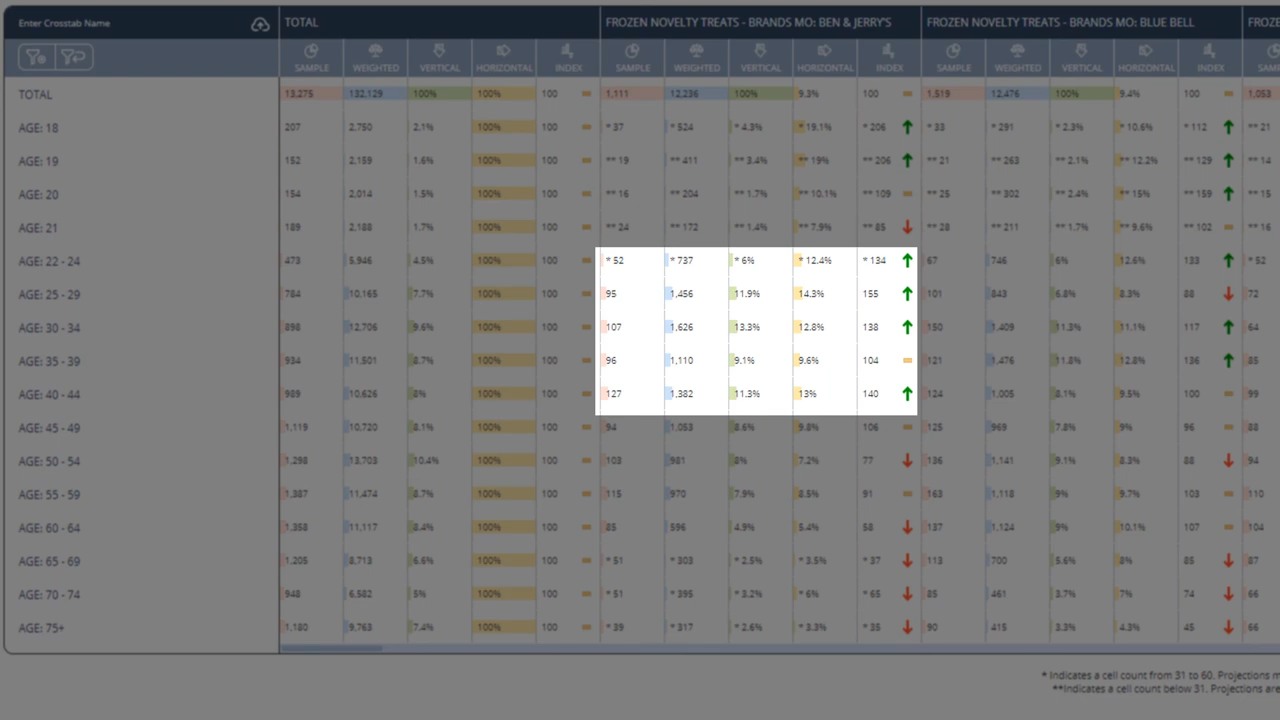 Enter Crosstab Name TOTAL FROZEN NOVELTY TREATS - BRANDS MO: BEN & JERRY'S FROZEN NOVELTY TREATS - BRANDS MO: BLUE BELL
SAMPLE WEIGHTED VERTICAL HORIZONTAL INDEX SAMPLE WEIGHTED VERTICAL HORIZONTAL INDEX SAMPLE WEIGHTED VERTICAL HORIZONTAL INDEX
TOTAL 13,275 132,129 100% 100% 100 1,111 12,236 100% 9.3% 100 1,519 12,476 100% 9.4% 100 1,053
AGE: 18 207 2,750 2.1% 100% 100 * 37 * 524 * 4.3% * 19.1% * 206 * 33 * 291 * 2.3% * 10.6% * 112 ** 21
AGE: 19 152 2,159 1.6% 100% 100 ** 19 ** 411 ** 3.4% ** 19% ** 206 ** 21 ** 263 ** 2.1% ** 12.2% ** 129 ** 14
AGE: 20 154 2,014 1.5% 100% 100 ** 16 ** 204 ** 1.7% ** 10.1% ** 109 ** 25 ** 302 ** 2.4% ** 15% ** 159 ** 15
AGE: 21 189 2,188 1.7% 100% 100 ** 24 ** 172 ** 1.4% ** 7.9% ** 85 ** 28 ** 211 ** 1.7% ** 9.6% ** 102 ** 16
AGE: 22 - 24 473 5,946 4.5% 100% 100 * 52 * 737 * 6% * 12.4% * 134 67 746 6% 12.6% 133 * 52
AGE: 25 - 29 784 10,165 7.7% 100% 100 95 1,456 11.9% 14.3% 155 101 843 6.8% 8.3% 88 72
AGE: 30 - 34 898 12,706 9.6% 100% 100 107 1,626 13.3% 12.8% 138 150 1,409 11.3% 11.1% 117 64
AGE: 35 - 39 934 11,501 8.7% 100% 100 96 1,110 9.1% 9.6% 104 121 1,476 11.8% 12.8% 136 85
AGE: 40 - 44 989 10,626 8% 100% 100 127 1,382 11.3% 13% 140 124 1,005 8.1% 9.5% 100 99
AGE: 45 - 49 1,119 10,720 8.1% 100% 100 94 1,053 8.6% 9.8% 106 125 969 7.8% 9% 96 88
AGE: 50 - 54 1,298 13,703 10.4% 100% 100 103 981 8% 7.2% 77 136 1,141 9.1% 8.3% 88 94
AGE: 55 - 59 1,387 11,474 8.7% 100% 100 115 970 7.9% 8.5% 91 163 1,118 9% 9.7% 103 110
AGE: 60 - 64 1,358 11,117 8.4% 100% 100 85 596 4.9% 5.4% 58 137 1,124 9% 10.1% 107 104
AGE: 65 - 69 1,205 8,713 6.6% 100% 100 * 51 * 303 * 2.5% * 3.5% * 37 113 700 5.6% 8% 85 87
AGE: 70 - 74 948 6,582 5% 100% 100 * 51 * 395 * 3.2% * 6% * 65 85 461 3.7% 7% 74 66
AGE: 75+ 1,180 9,763 7.4% 100% 100 * 39 * 317 * 2.6% * 3.3% * 35 90 415 3.3% 4.3% 45 66
* Indicates a cell count from 31 to 60. Projections
**Indicates a cell count below 31. Projections are